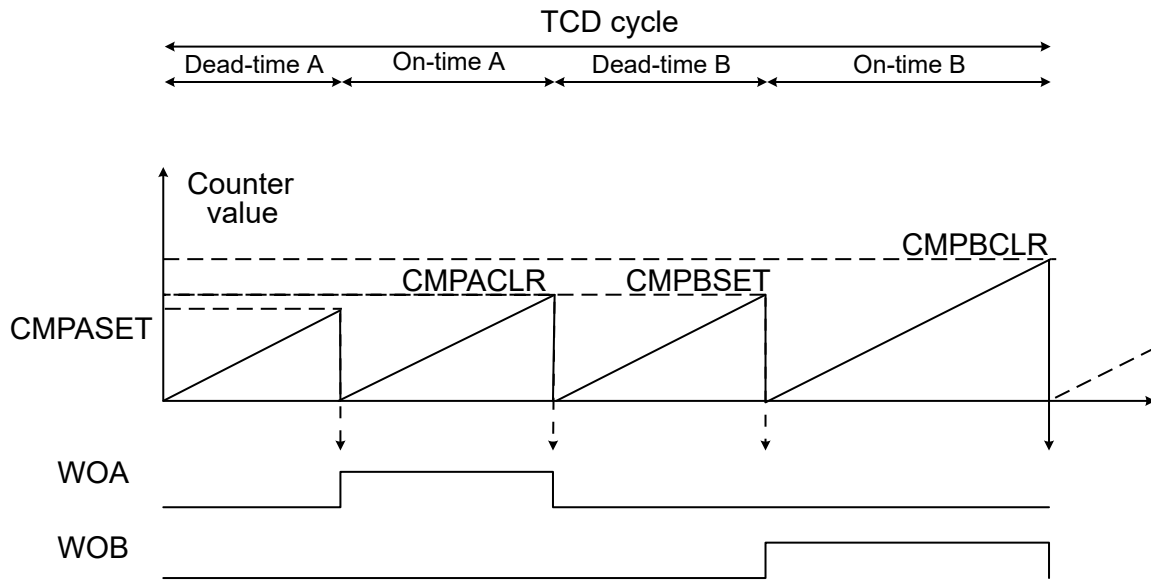 TCD cycle
Dead-time A
On-time A
Dead-time B
On-time B
Counter
value
CMPBCLR
CMPACLR
CMPBSET
CMPASET
WOA
WOB